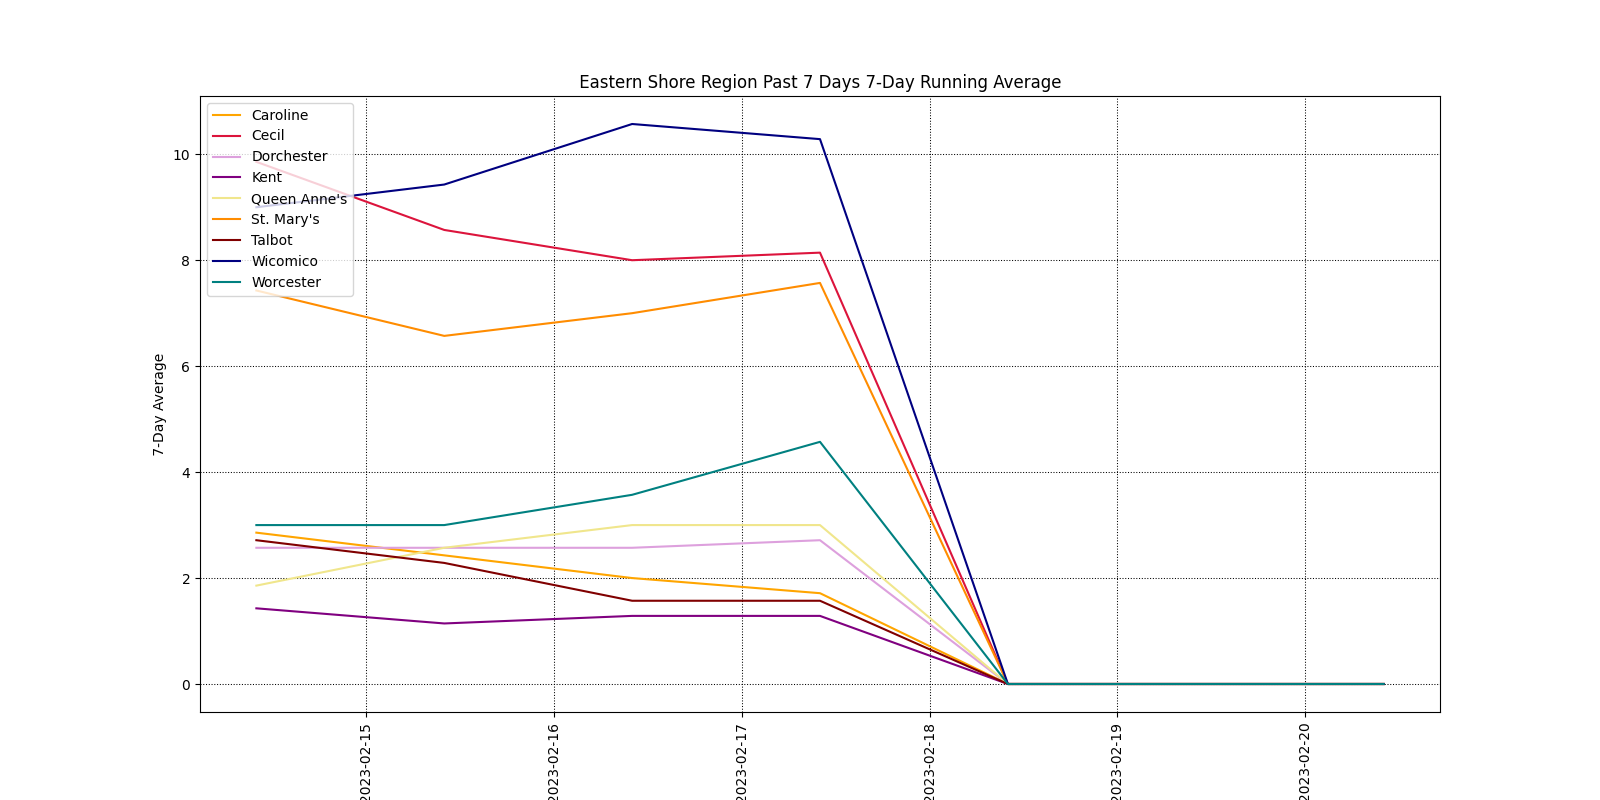 Eastern Shore Region Past 7 Days 7-Day Running Average
Caroline
Cecil
Dorchester
Kent
Queen Anne's
St. Mary's
Talbot
Wicomico
Worcester
7-Day Average
10
8
6
4
2
0
2023-02-15
2023-02-16
2023-02-17
2023-02-18
2023-02-19
2023-02-20